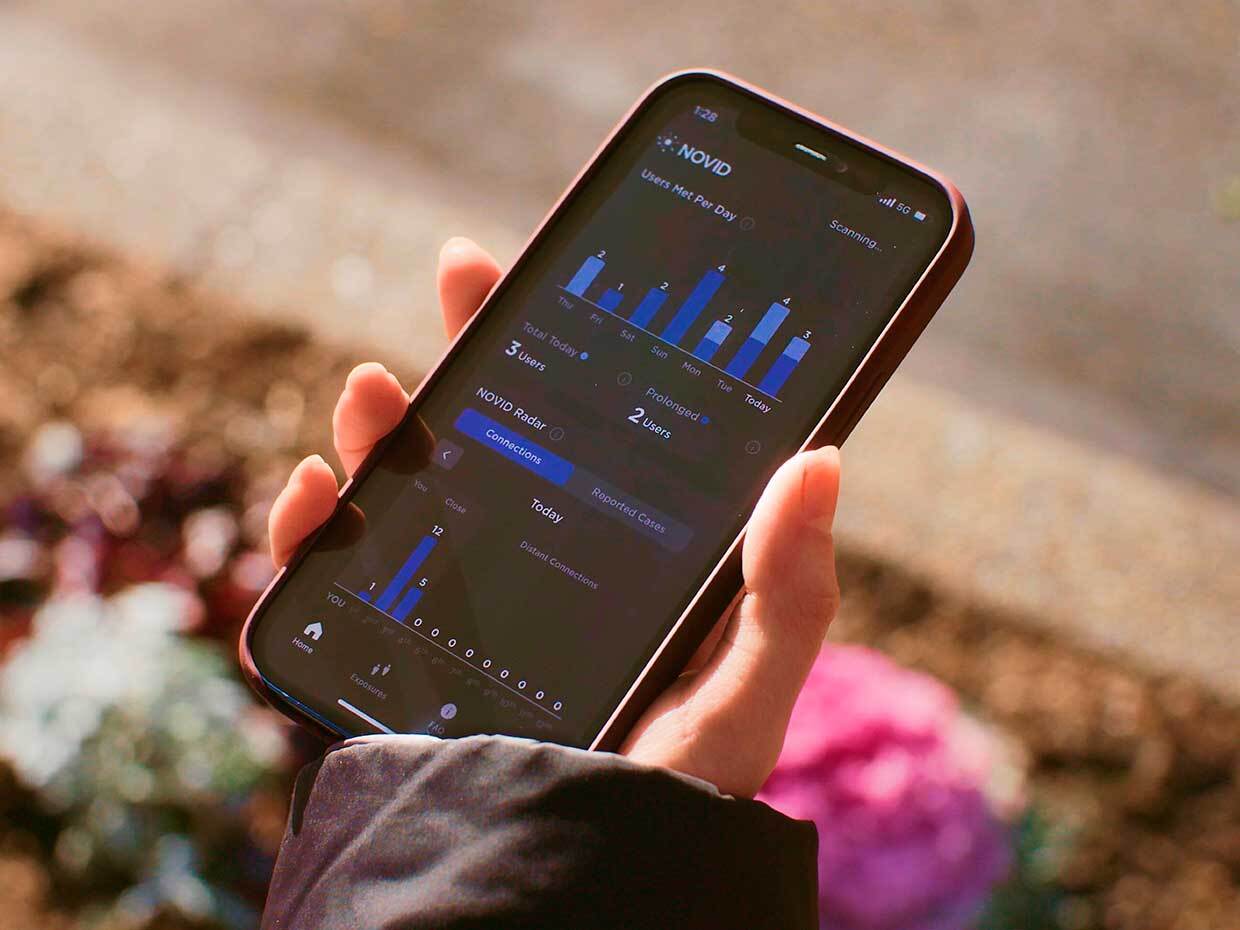 1:28
5G
NOVID
Scanning...
Users Met Per Day
2 1 2 4 2 4 3
Thu Fri Sat Sun Mon Tue Today
Total Today
3 Users
Prolonged
2 Users
NOVID Radar
Connections Reported Cases
Today
You Close Distant Connections
1 12 5 0 0 0 0 0 0 0 0 0
YOU
Home
Exposures
FAQ